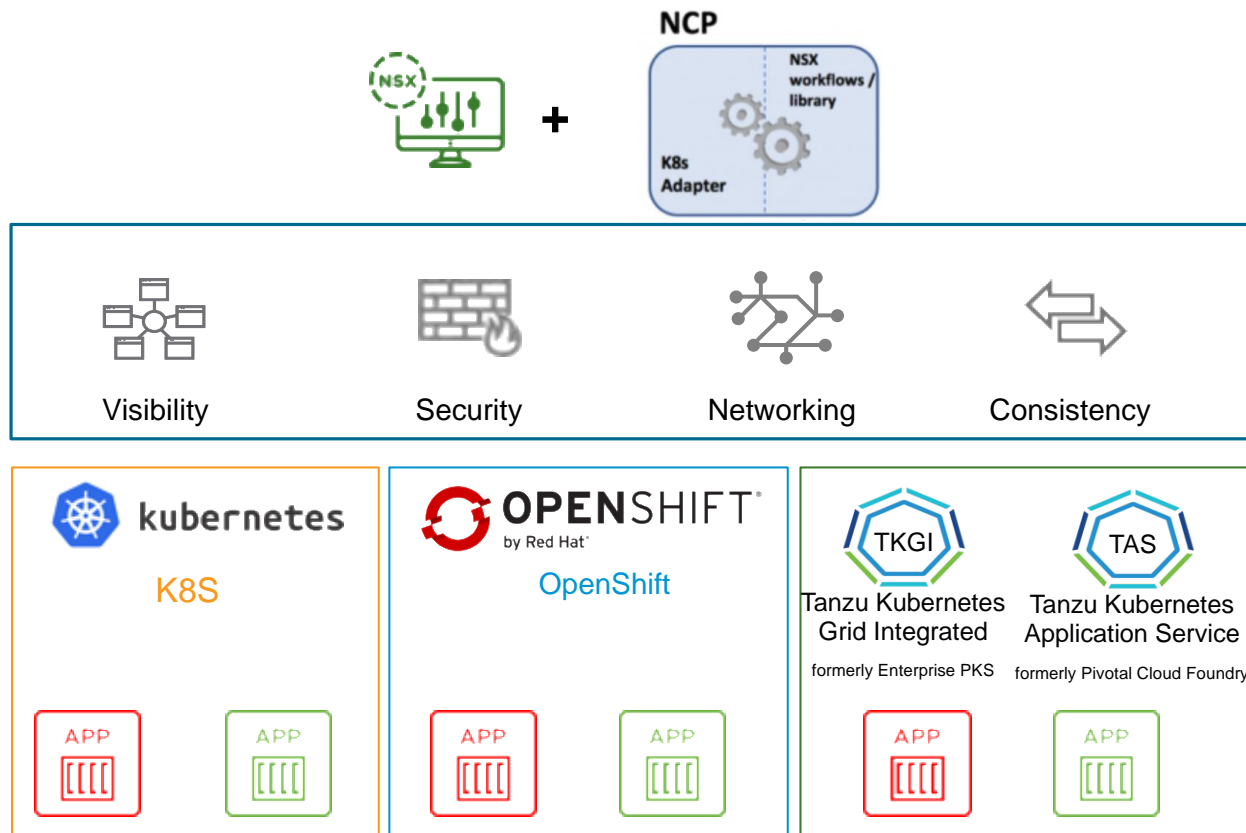 NCP
NSX
NSX
workflows /
library
+
K8s
Adapter
Visibility
Security
Networking
Consistency
kubernetes
K8S
OPENSHIFT®
by Red Hat®
OpenShift
TKGI
Tanzu Kubernetes
Grid Integrated
formerly Enterprise PKS
TAS
Tanzu Kubernetes
Application Service
formerly Pivotal Cloud Foundry
APP
APP
APP
APP
APP
APP